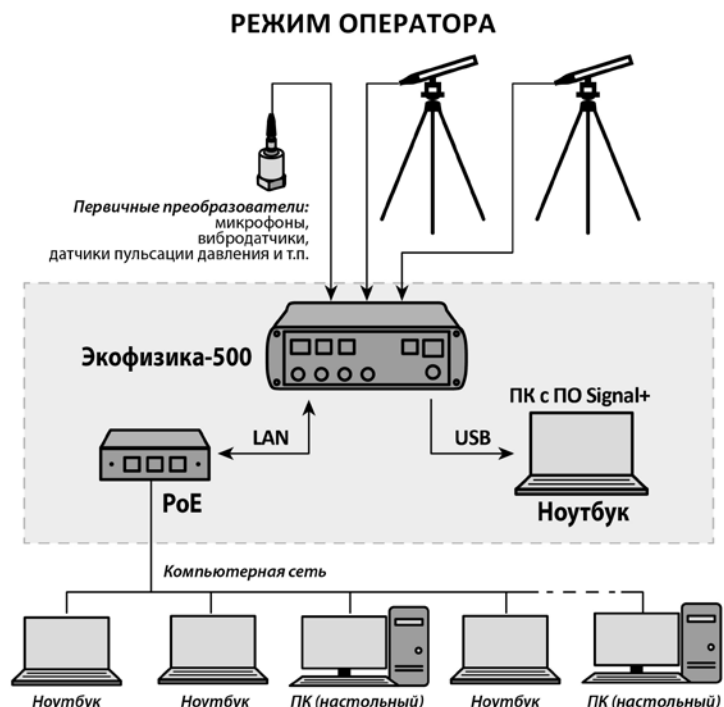 РЕЖИМ ОПЕРАТОРА
Первичные преобразователи:
микрофоны,
вибродатчики,
датчики пульсации давления и т.п.
Экофизика-500
ПК с ПО Signal+
LAN
USB
PoE
Ноутбук
Компьютерная сеть
Ноутбук
Ноутбук
ПК (настольный)
Ноутбук
ПК (настольный)